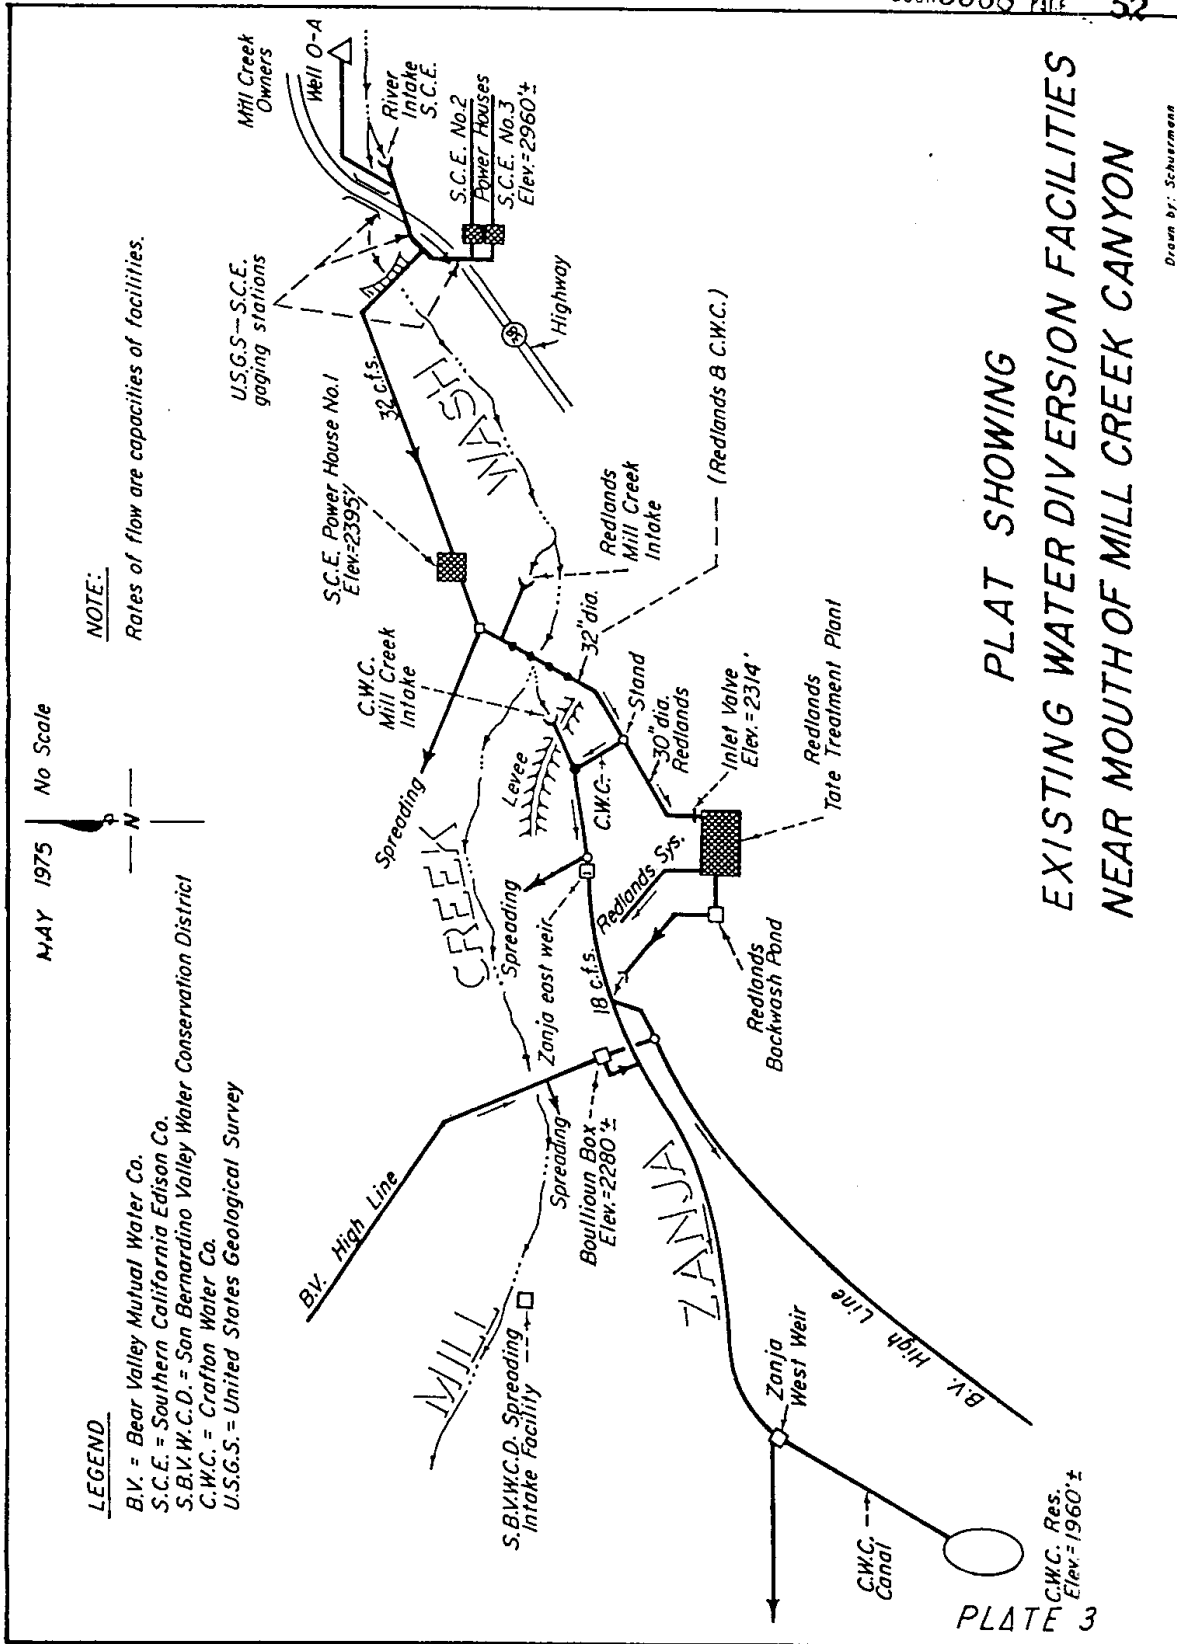 52
MAY 1975 No Scale
N
LEGEND
B.V. = Bear Valley Mutual Water Co.
S.C.E. = Southern California Edison Co.
S.B.V.W.C.D. = San Bernardino Valley Water Conservation District
C.W.C. = Crafton Water Co.
U.S.G.S. = United States Geological Survey
NOTE:
Rates of flow are capacities of facilities.
Mill Creek
Owners
Well O-A
River
Intake
S.C.E.
S.C.E. No.2
Power Houses
S.C.E. No.3
Elev.=2960'±
U.S.G.S-S.C.E.
gaging stations
Highway
38
32 c.f.s.
WASH
S.C.E. Power House No.1
Elev.=2395'±
Redlands
Mill Creek
Intake
(Redlands & C.W.C.)
C.W.C.
Mill Creek
Intake
32" dia.
Stand
Levee
C.W.C.
30" dia.
Redlands
Inlet Valve
Elev.=2314'
Redlands
Tate Treatment Plant
Spreading
CREEK
Spreading
Zanja east weir
Redlands Sys.
18 c.f.s.
Redlands
Backwash Pond
B.V. High Line
Spreading
Boullioun Box
Elev.=2280'±
MILL
S.B.V.W.C.D. Spreading
Intake Facility
ZANJA
B.V. High Line
Zanja
West Weir
C.W.C.
Canal
C.W.C. Res.
Elev.=1960'±
PLAT SHOWING
EXISTING WATER DIVERSION FACILITIES
NEAR MOUTH OF MILL CREEK CANYON
Drawn by: Schuermann
PLATE 3